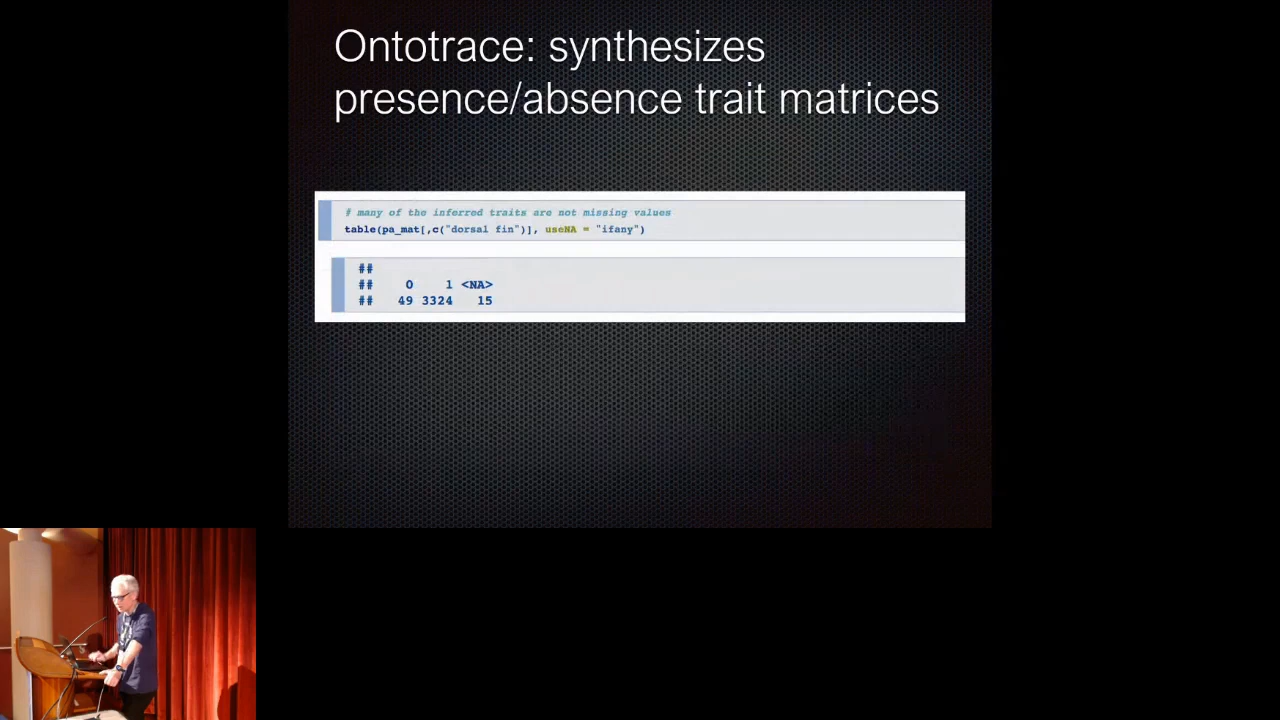 Ontotrace: synthesizes
presence/absence trait matrices
# many of the inferred traits are not missing values
table(pa_mat[,c("dorsal fin")], useNA = "ifany")
##
## 0 1 <NA>
## 49 3324 15